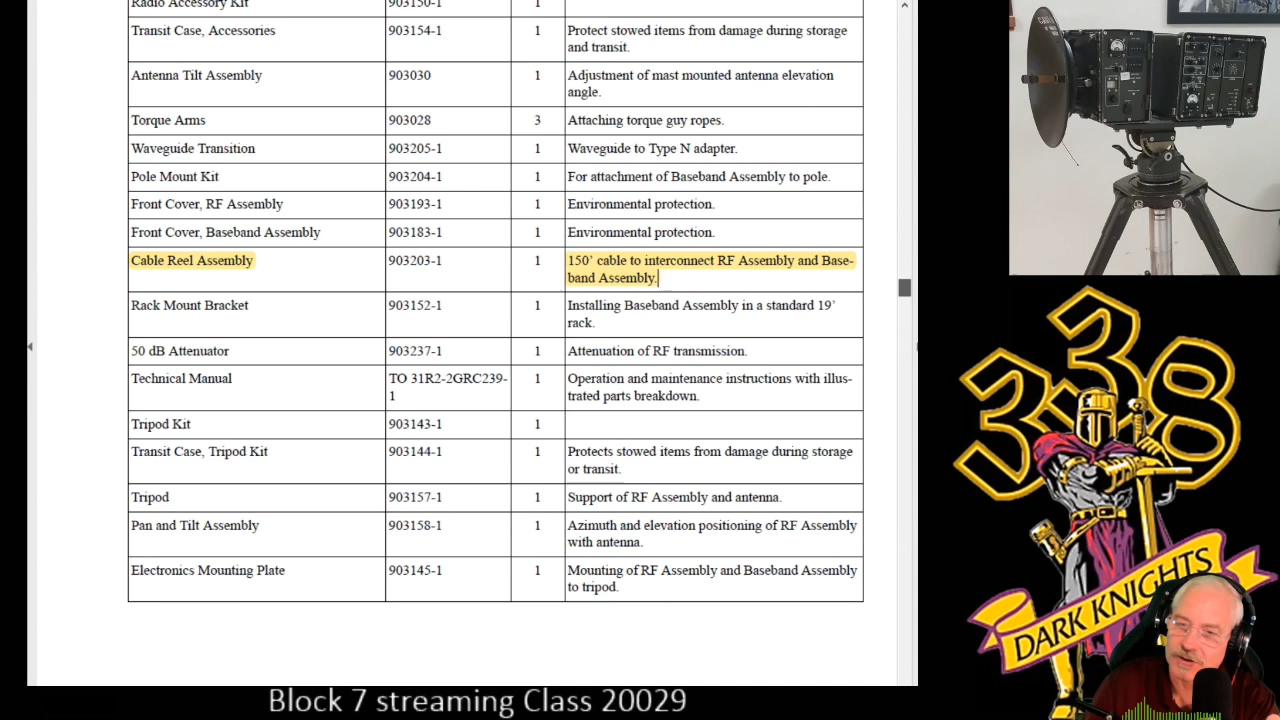 Radio Accessory Kit 903150-1 1
Transit Case, Accessories 903154-1 1 Protect stowed items from damage during storage
and transit.
Antenna Tilt Assembly 903030 1 Adjustment of mast mounted antenna elevation
angle.
Torque Arms 903028 3 Attaching torque guy ropes.
Waveguide Transition 903205-1 1 Waveguide to Type N adapter.
Pole Mount Kit 903204-1 1 For attachment of Baseband Assembly to pole.
Front Cover, RF Assembly 903193-1 1 Environmental protection.
Front Cover, Baseband Assembly 903183-1 1 Environmental protection.
Cable Reel Assembly 903203-1 1 150’ cable to interconnect RF Assembly and Base-
band Assembly.
Rack Mount Bracket 903152-1 1 Installing Baseband Assembly in a standard 19’
rack.
50 dB Attenuator 903237-1 1 Attenuation of RF transmission.
Technical Manual TO 31R2-2GRC239- 1 Operation and maintenance instructions with illus-
1 trated parts breakdown.
Tripod Kit 903143-1 1
Transit Case, Tripod Kit 903144-1 1 Protects stowed items from damage during storage
or transit.
Tripod 903157-1 1 Support of RF Assembly and antenna.
Pan and Tilt Assembly 903158-1 1 Azimuth and elevation positioning of RF Assembly
with antenna.
Electronics Mounting Plate 903145-1 1 Mounting of RF Assembly and Baseband Assembly
to tripod.
338
DARK KNIGHTS
Block 7 streaming Class 20029